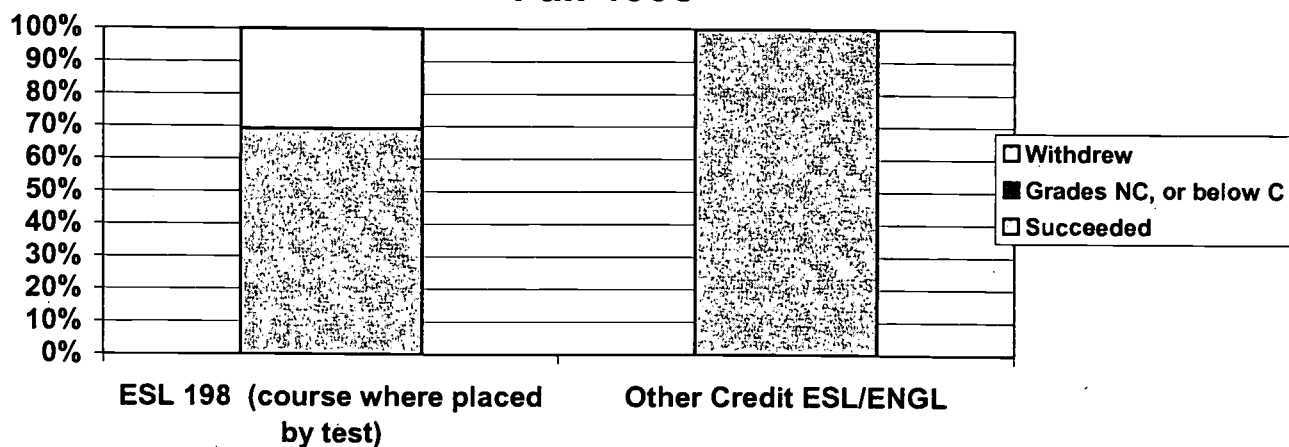 100%
90%
80%
70%
60%
50%
40%
30%
20%
10%
0%
ESL 198 (course where placed
by test)
Other Credit ESL/ENGL
Withdrew
Grades NC, or below C
Succeeded